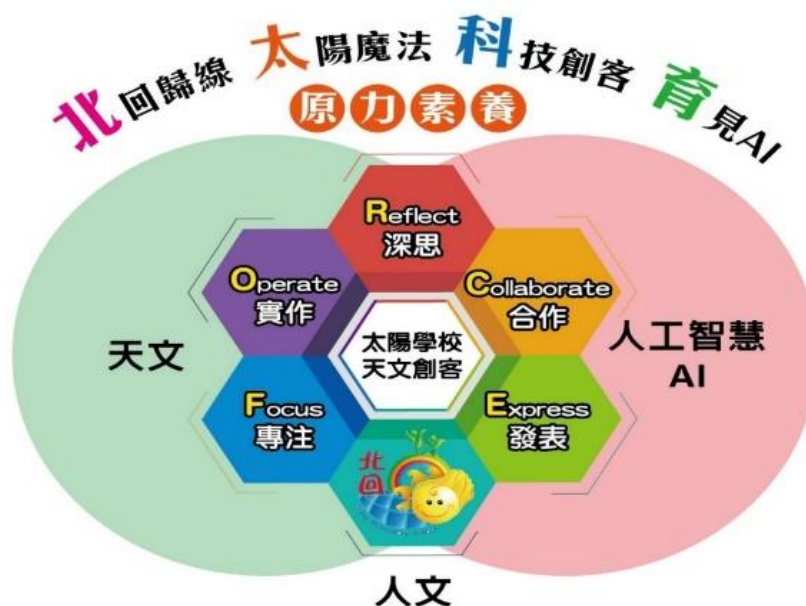 北回歸線 太陽魔法 科技創客 育見AI
原力素養
Reflect
深思
Operate
實作
Collaborate
合作
天文
太陽學校
天文創客
人工智慧
AI
Focus
專注
Express
發表
北回
人文